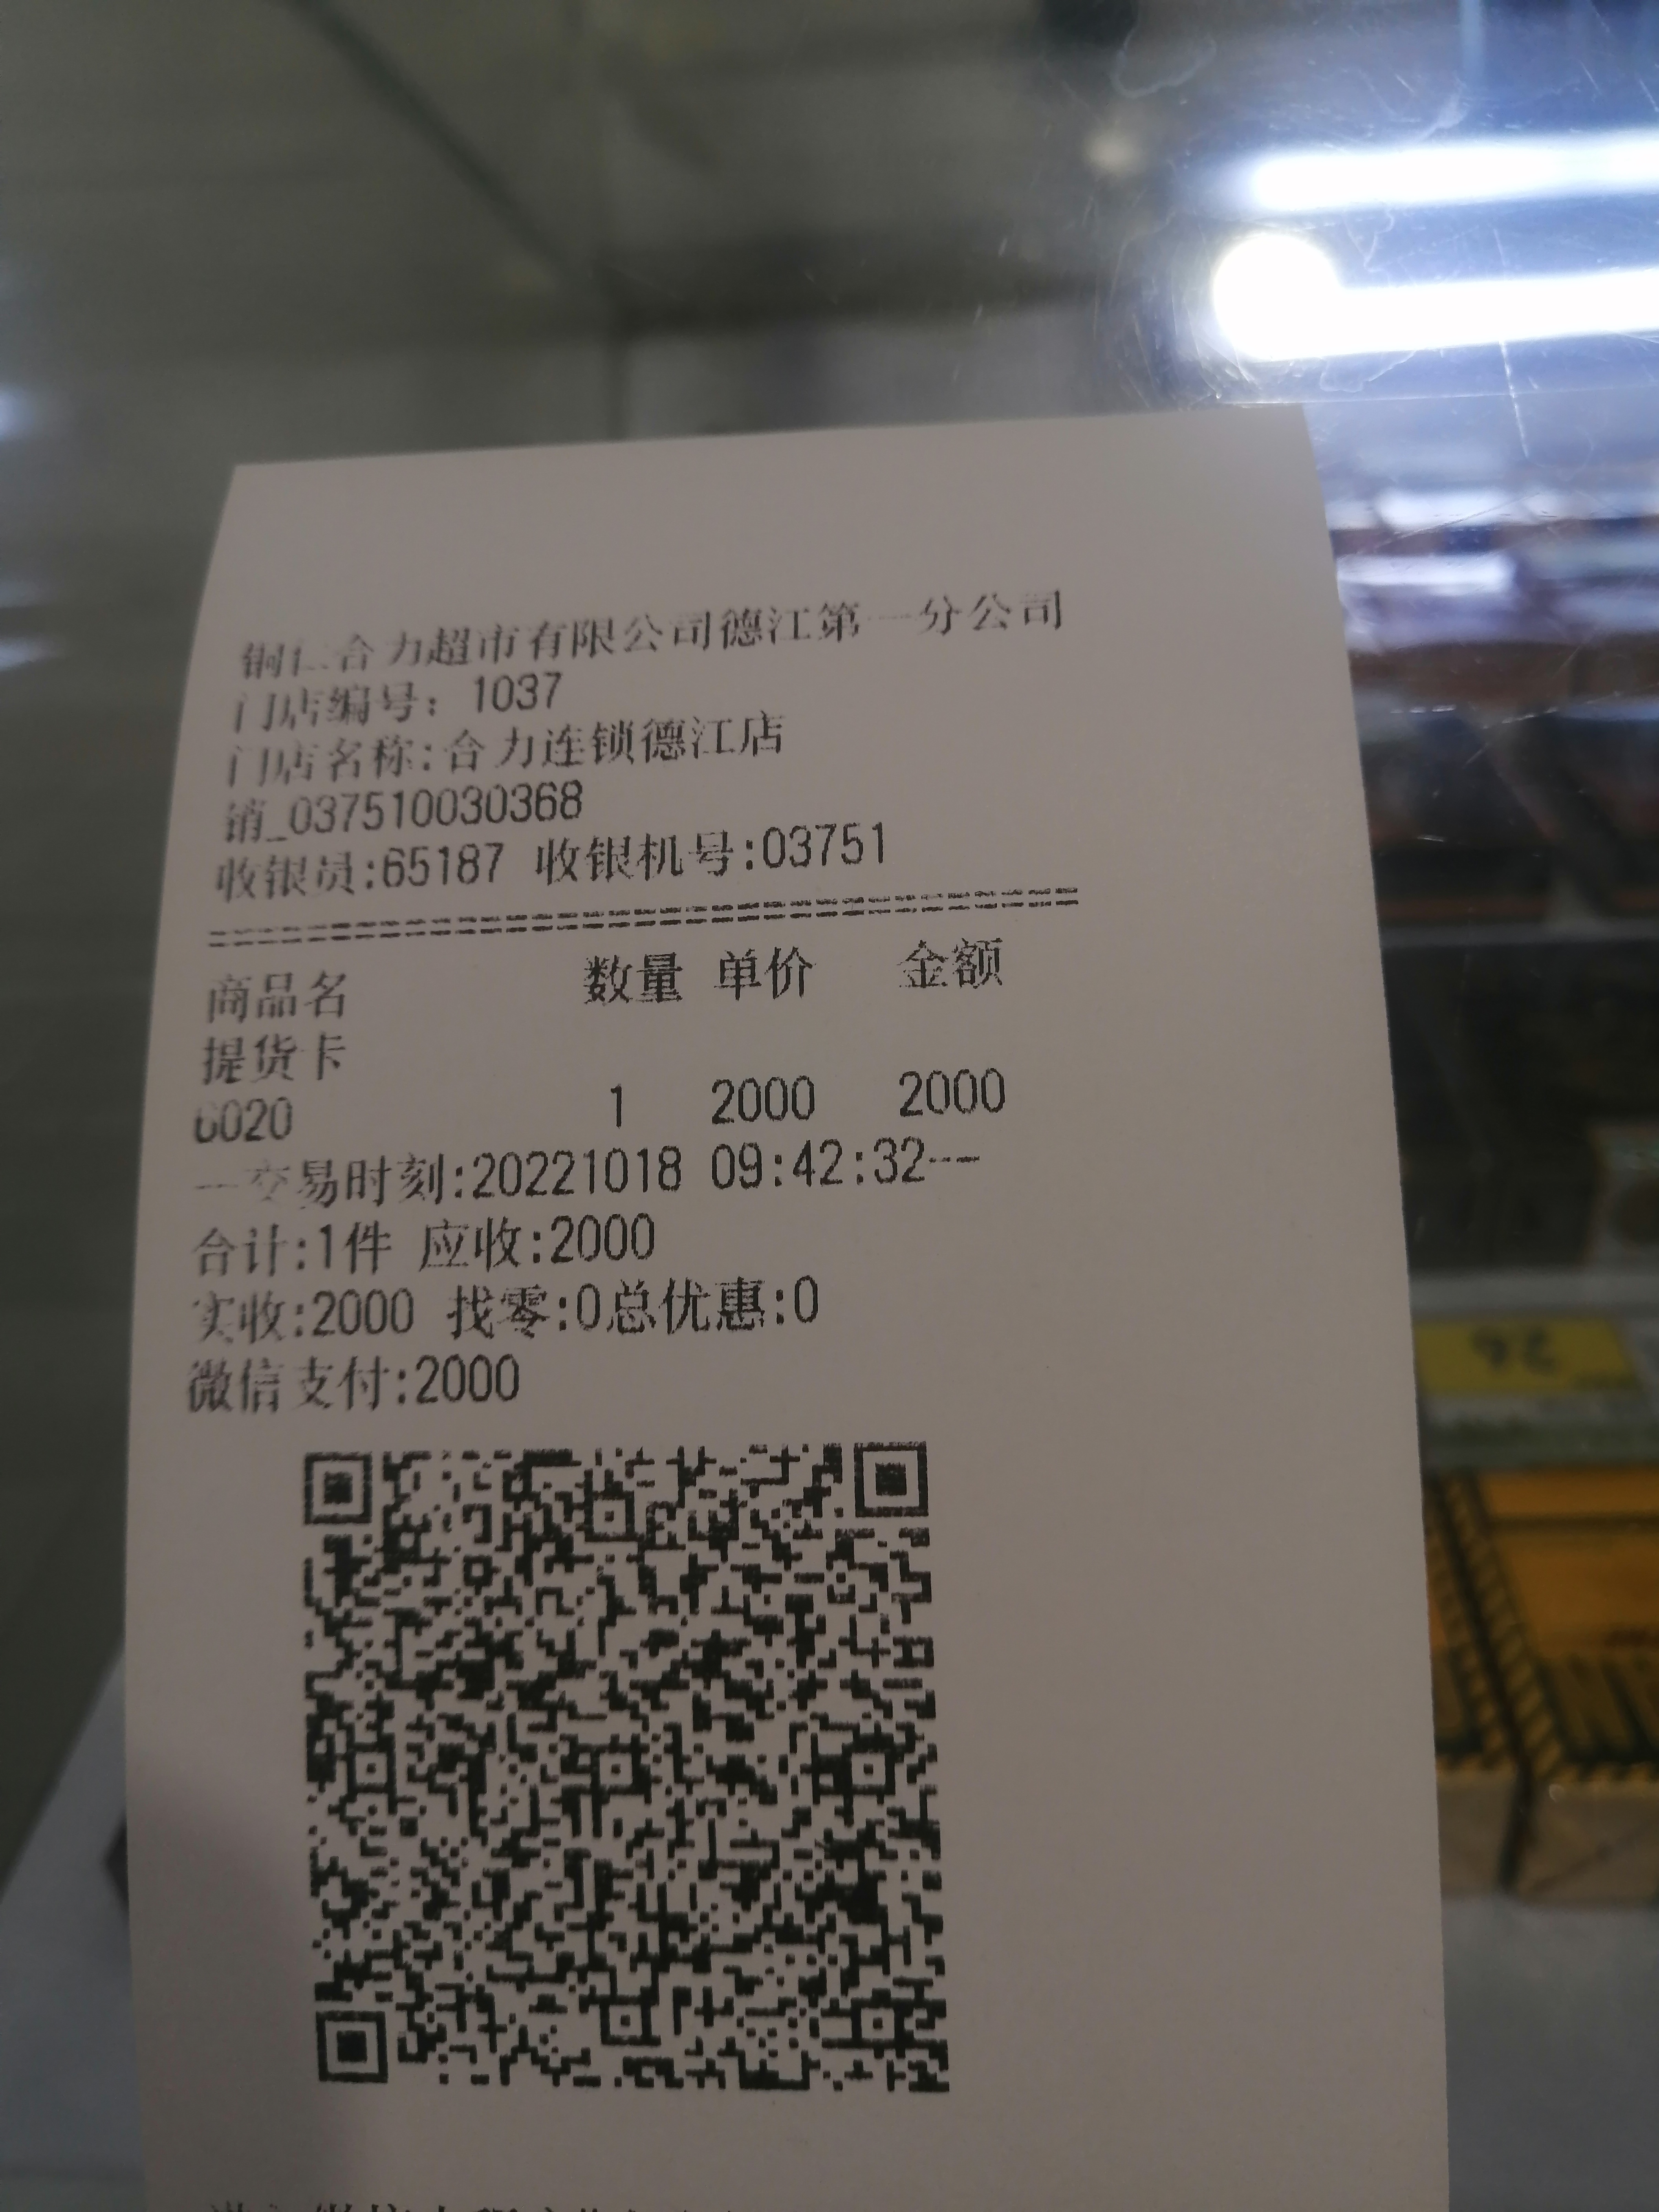 铜仁合力超市有限公司德江第一分公司
门店编号：1037
门店名称:合力连锁德江店
销_037510030368
收银员:65187 收银机号:03751
商品名 数量 单价 金额
提货卡
6020 1 2000 2000
--交易时刻:20221018 09:42:32---
合计:1件 应收:2000
实收:2000 找零:0总优惠:0
微信支付:2000